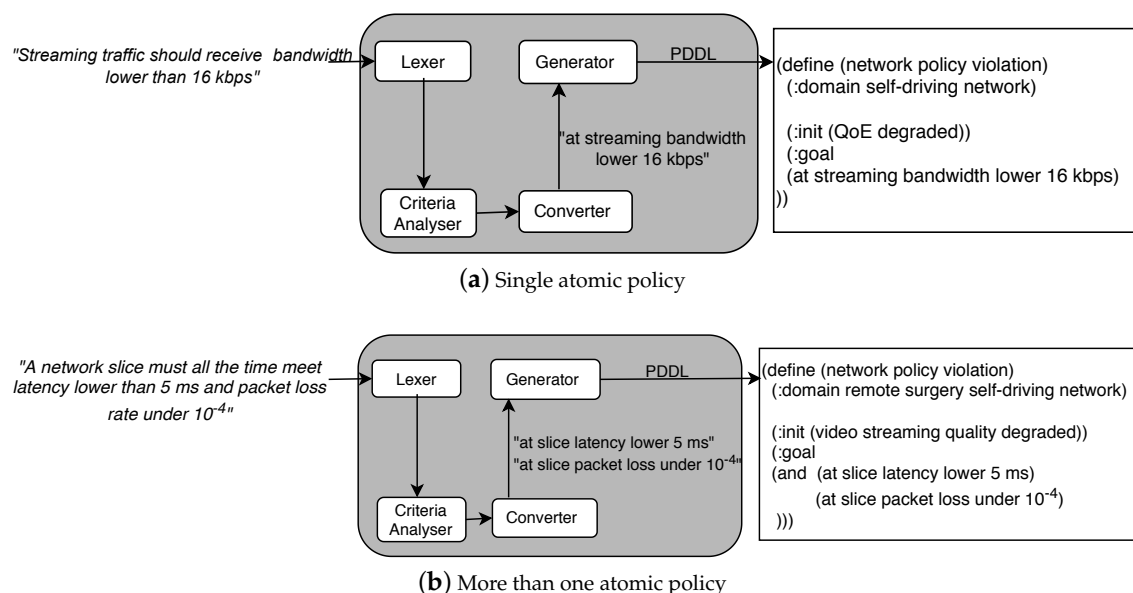 "Streaming traffic should receive bandwidth
lower than 16 kbps"
Lexer
Generator
PDDL
"at streaming bandwidth
lower 16 kbps"
Criteria
Analyser
Converter
(define (network policy violation)
(:domain self-driving network)
(:init (QoE degraded))
(:goal
(at streaming bandwidth lower 16 kbps)
))
(a) Single atomic policy
"A network slice must all the time meet
latency lower than 5 ms and packet loss
rate under 10⁻⁴"
Lexer
Generator
PDDL
"at slice latency lower 5 ms"
"at slice packet loss under 10⁻⁴"
Criteria
Analyser
Converter
(define (network policy violation)
(:domain remote surgery self-driving network)
(:init (video streaming quality degraded))
(:goal
(and (at slice latency lower 5 ms)
(at slice packet loss under 10⁻⁴)
)))
(b) More than one atomic policy